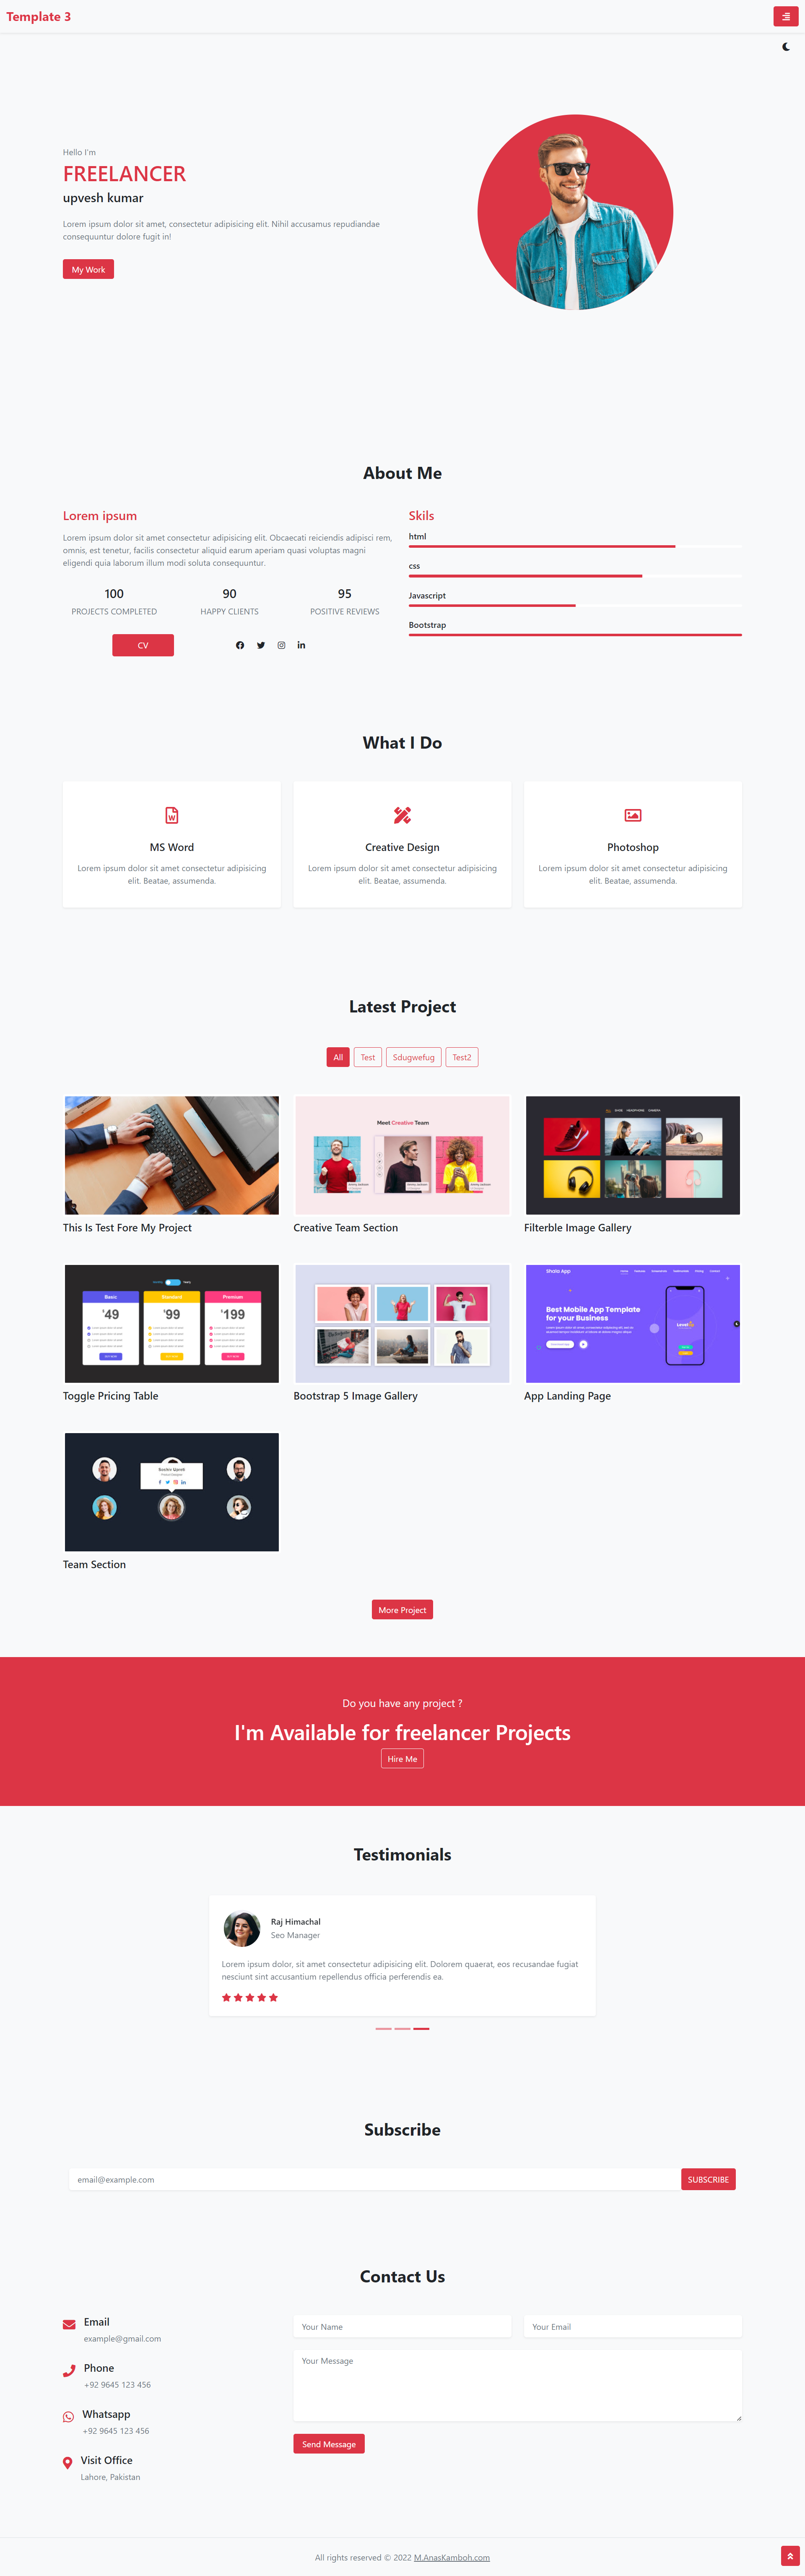 Template 3
Hello I'm
FREELANCER
upvesh kumar
Lorem ipsum dolor sit amet, consectetur adipisicing elit. Nihil accusamus repudiandae
consequuntur dolore fugit in!
My Work
About Me
Lorem ipsum
Lorem ipsum dolor sit amet consectetur adipisicing elit. Obcaecati reiciendis adipisci rem,
omnis, est tenetur, facilis consectetur aliquid earum aperiam quasi voluptas magni
eligendi quia laborum illum modi soluta consequuntur.
100
PROJECTS COMPLETED
90
HAPPY CLIENTS
95
POSITIVE REVIEWS
CV
Skils
html
css
Javascript
Bootstrap
What I Do
MS Word
Lorem ipsum dolor sit amet consectetur adipisicing
elit. Beatae, assumenda.
Creative Design
Lorem ipsum dolor sit amet consectetur adipisicing
elit. Beatae, assumenda.
Photoshop
Lorem ipsum dolor sit amet consectetur adipisicing
elit. Beatae, assumenda.
Latest Project
All Test Sdugwefug Test2
This Is Test Fore My Project
Meet Creative Team
Creative Team Section
Filterble Image Gallery
Basic
49
Standard
99
Premium
199
Toggle Pricing Table
Bootstrap 5 Image Gallery
Best Mobile App Template
for your Business
App Landing Page
Team Section
More Project
Do you have any project ?
I'm Available for freelancer Projects
Hire Me
Testimonials
Raj Himachal
Seo Manager
Lorem ipsum dolor, sit amet consectetur adipisicing elit. Dolorem quaerat, eos recusandae fugiat
nesciunt sint accusantium repellendus officia perferendis ea.
Subscribe
email@example.com
SUBSCRIBE
Contact Us
Email
example@gmail.com
Phone
+92 9645 123 456
Whatsapp
+92 9645 123 456
Visit Office
Lahore, Pakistan
Your Name
Your Email
Your Message
Send Message
All rights reserved © 2022 M.AnasKamboh.com